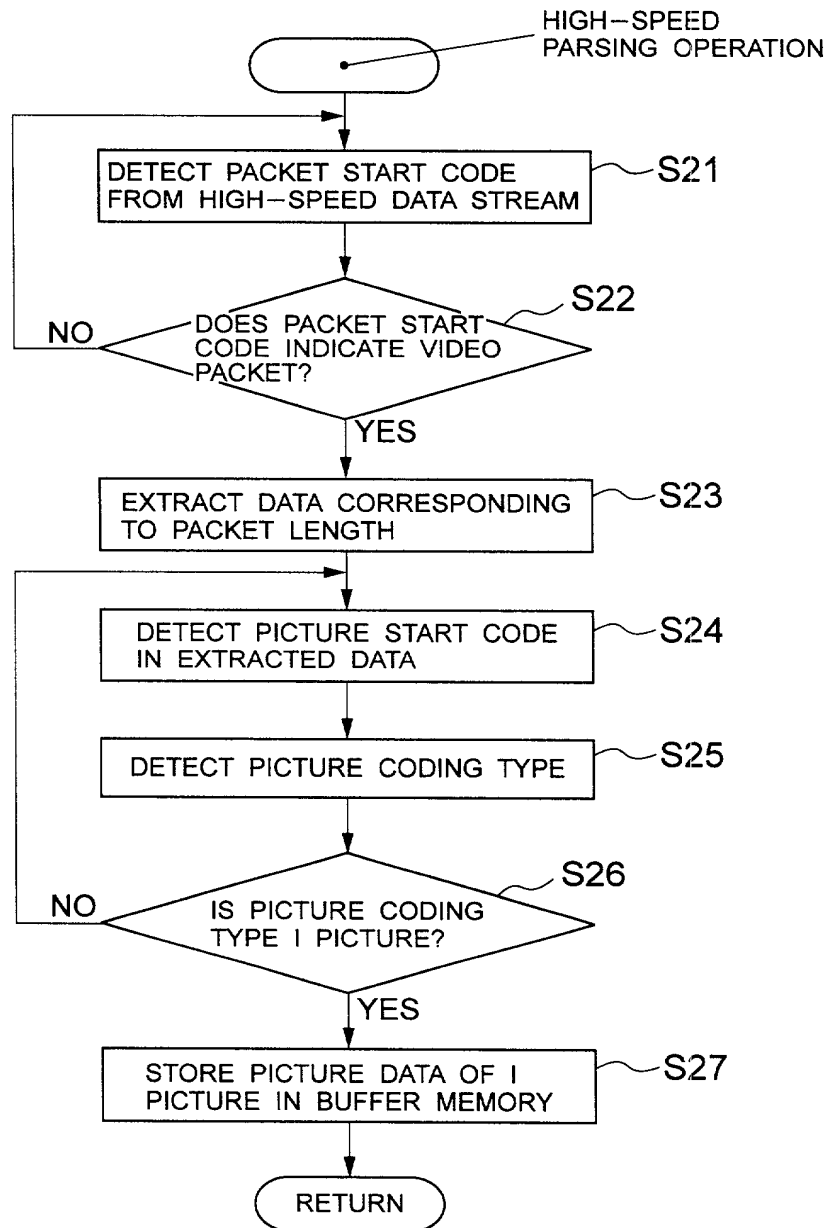 HIGH-SPEED
PARSING OPERATION
DETECT PACKET START CODE
FROM HIGH-SPEED DATA STREAM
S21
S22
DOES PACKET START
CODE INDICATE VIDEO
PACKET?
NO
YES
EXTRACT DATA CORRESPONDING
TO PACKET LENGTH
S23
DETECT PICTURE START CODE
IN EXTRACTED DATA
S24
DETECT PICTURE CODING TYPE
S25
S26
IS PICTURE CODING
TYPE I PICTURE?
NO
YES
STORE PICTURE DATA OF I
PICTURE IN BUFFER MEMORY
S27
RETURN